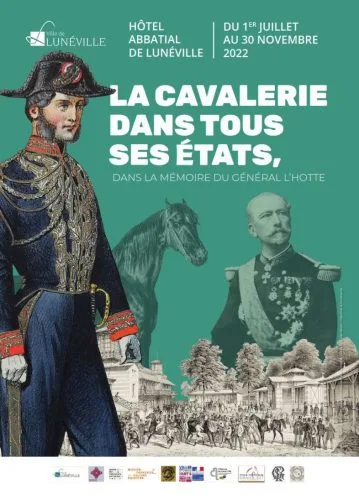 Ville de
LUNÉVILLE
HÔTEL
ABBATIAL
DE LUNÉVILLE
DU 1ER JUILLET
AU 30 NOVEMBRE
2022
LA CAVALERIE
DANS TOUS
SES ÉTATS,
DANS LA MÉMOIRE DU GÉNÉRAL L'HOTTE
LUNÉVILLE